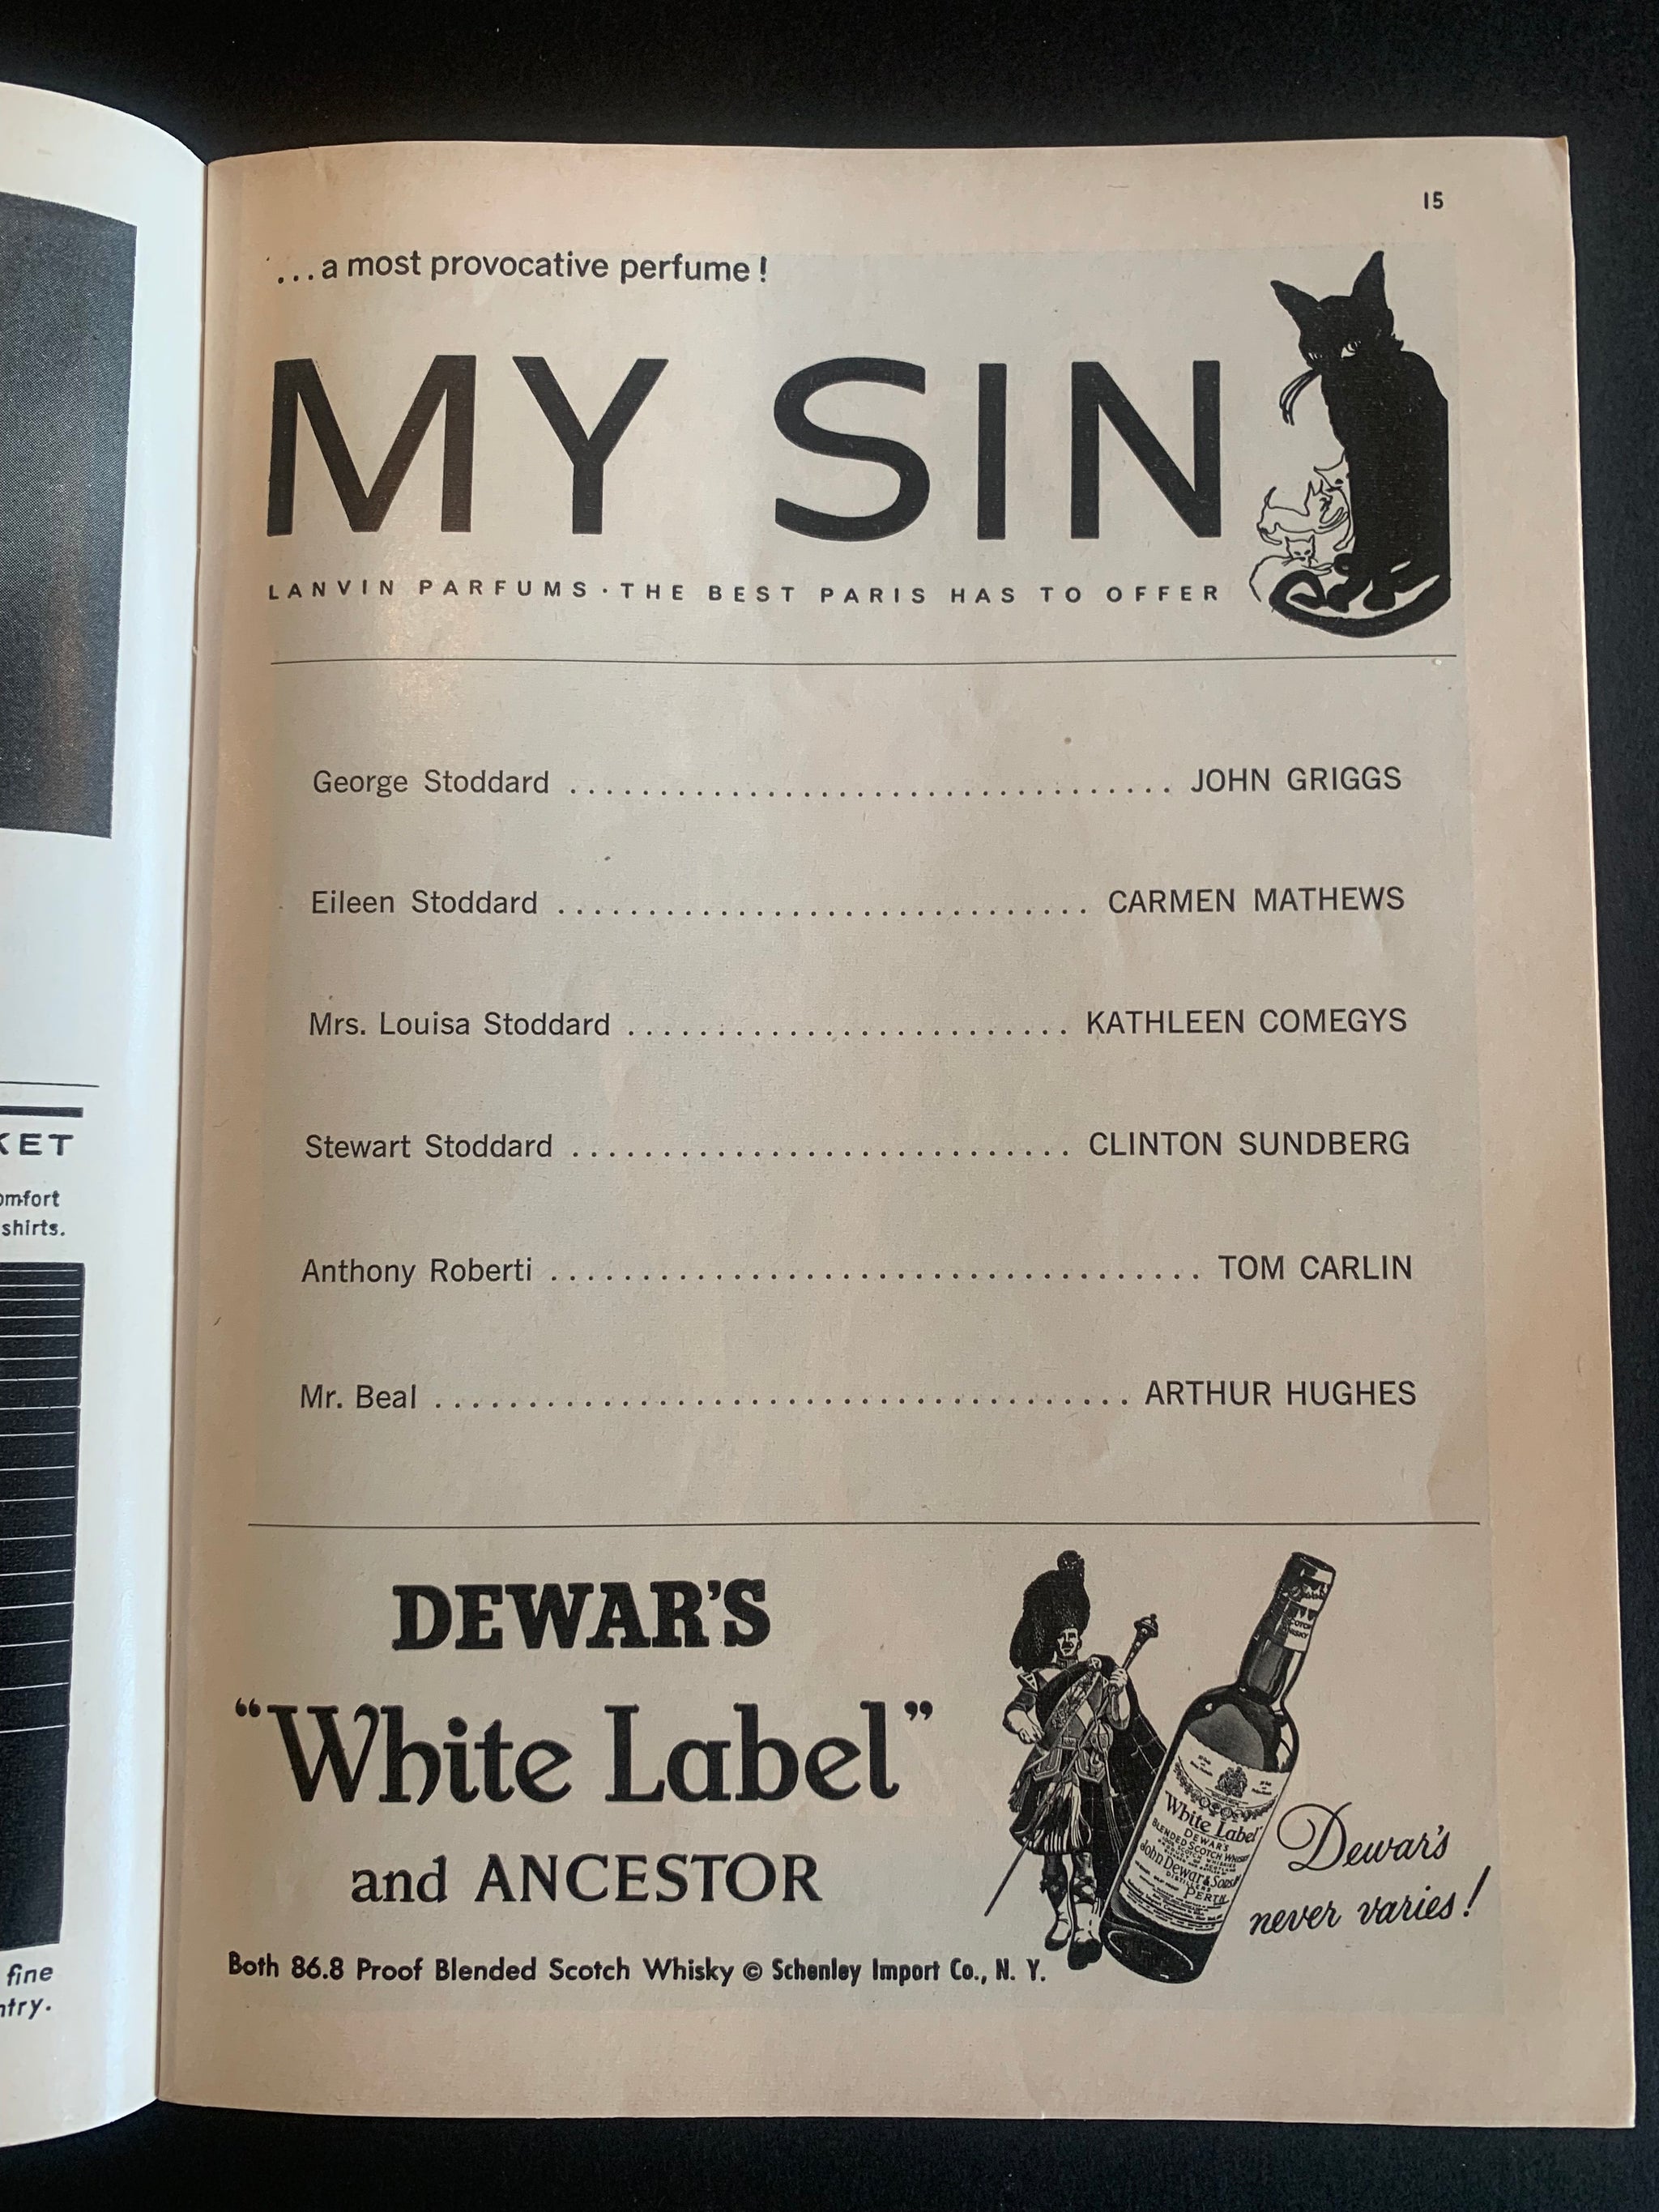 KET
shirts.
fine
15
...a most provocative perfume!
MY SIN
LANVIN PARFUMS · THE BEST PARIS HAS TO OFFER
George Stoddard ................................. JOHN GRIGGS
Eileen Stoddard ............................. CARMEN MATHEWS
Mrs. Louisa Stoddard ........................ KATHLEEN COMEGYS
Stewart Stoddard ........................... CLINTON SUNDBERG
Anthony Roberti .................................... TOM CARLIN
Mr. Beal ...................................... ARTHUR HUGHES
DEWAR'S
"White Label"
and ANCESTOR
Both 86.8 Proof Blended Scotch Whisky © Schenley Import Co., N. Y.
White Label
DEWAR'S
BLENDED SCOTCH WHISKY
John Dewar & Sons
DISTILLERS
PERTH
Dewar's
never varies!